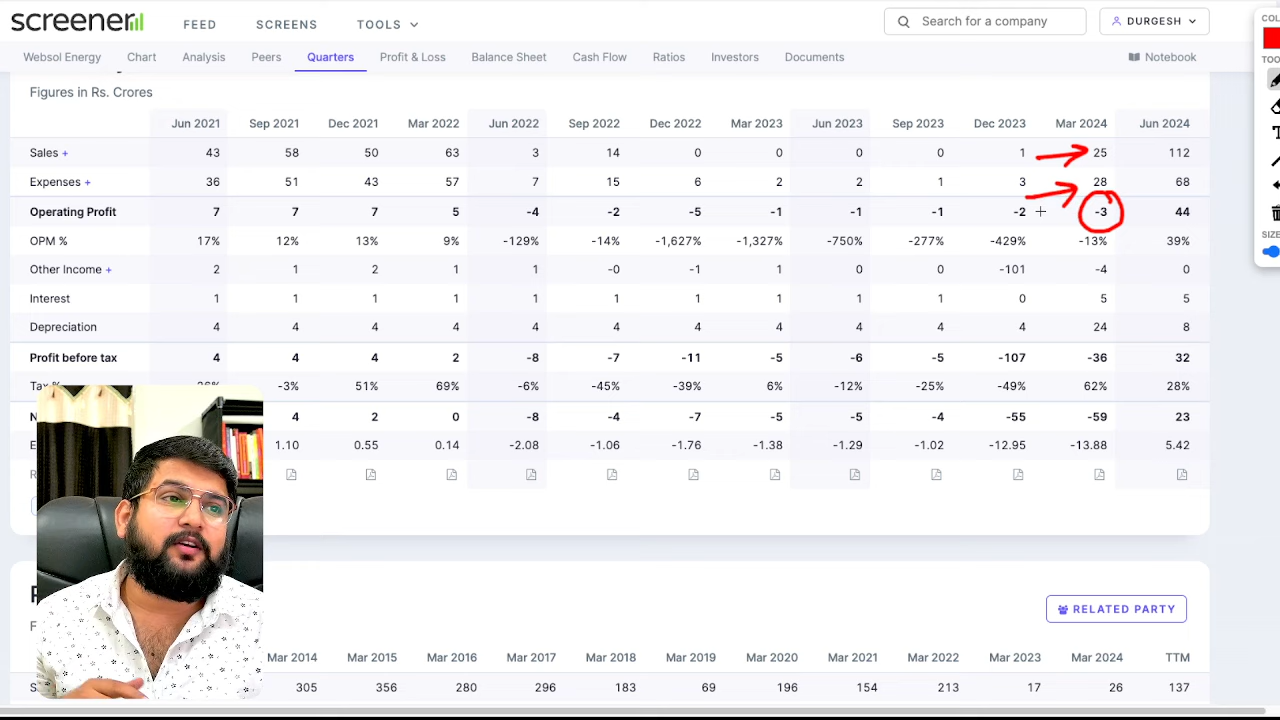 screener
FEED SCREENS TOOLS
Search for a company
DURGESH
Websol Energy Chart Analysis Peers Quarters Profit & Loss Balance Sheet Cash Flow Ratios Investors Documents Notebook
Figures in Rs. Crores
Jun 2021 Sep 2021 Dec 2021 Mar 2022 Jun 2022 Sep 2022 Dec 2022 Mar 2023 Jun 2023 Sep 2023 Dec 2023 Mar 2024 Jun 2024
Sales + 43 58 50 63 3 14 0 0 0 0 1 25 112
Expenses + 36 51 43 57 7 15 6 2 2 1 3 28 68
Operating Profit 7 7 7 5 -4 -2 -5 -1 -1 -1 -2 -3 44
OPM % 17% 12% 13% 9% -129% -14% -1,627% -1,327% -750% -277% -429% -13% 39%
Other Income + 2 1 2 1 1 -0 -1 1 0 0 -101 -4 0
Interest 1 1 1 1 1 1 1 1 1 1 0 5 5
Depreciation 4 4 4 4 4 4 4 4 4 4 4 24 8
Profit before tax 4 4 4 2 -8 -7 -11 -5 -6 -5 -107 -36 32
Tax % -3% 51% 69% -6% -45% -39% 6% -12% -25% -49% 62% 28%
4 2 0 -8 -4 -7 -5 -5 -4 -55 -59 23
1.10 0.55 0.14 -2.08 -1.06 -1.76 -1.38 -1.29 -1.02 -12.95 -13.88 5.42
RELATED PARTY
Mar 2014 Mar 2015 Mar 2016 Mar 2017 Mar 2018 Mar 2019 Mar 2020 Mar 2021 Mar 2022 Mar 2023 Mar 2024 TTM
305 356 280 296 183 69 196 154 213 17 26 137
SIZE